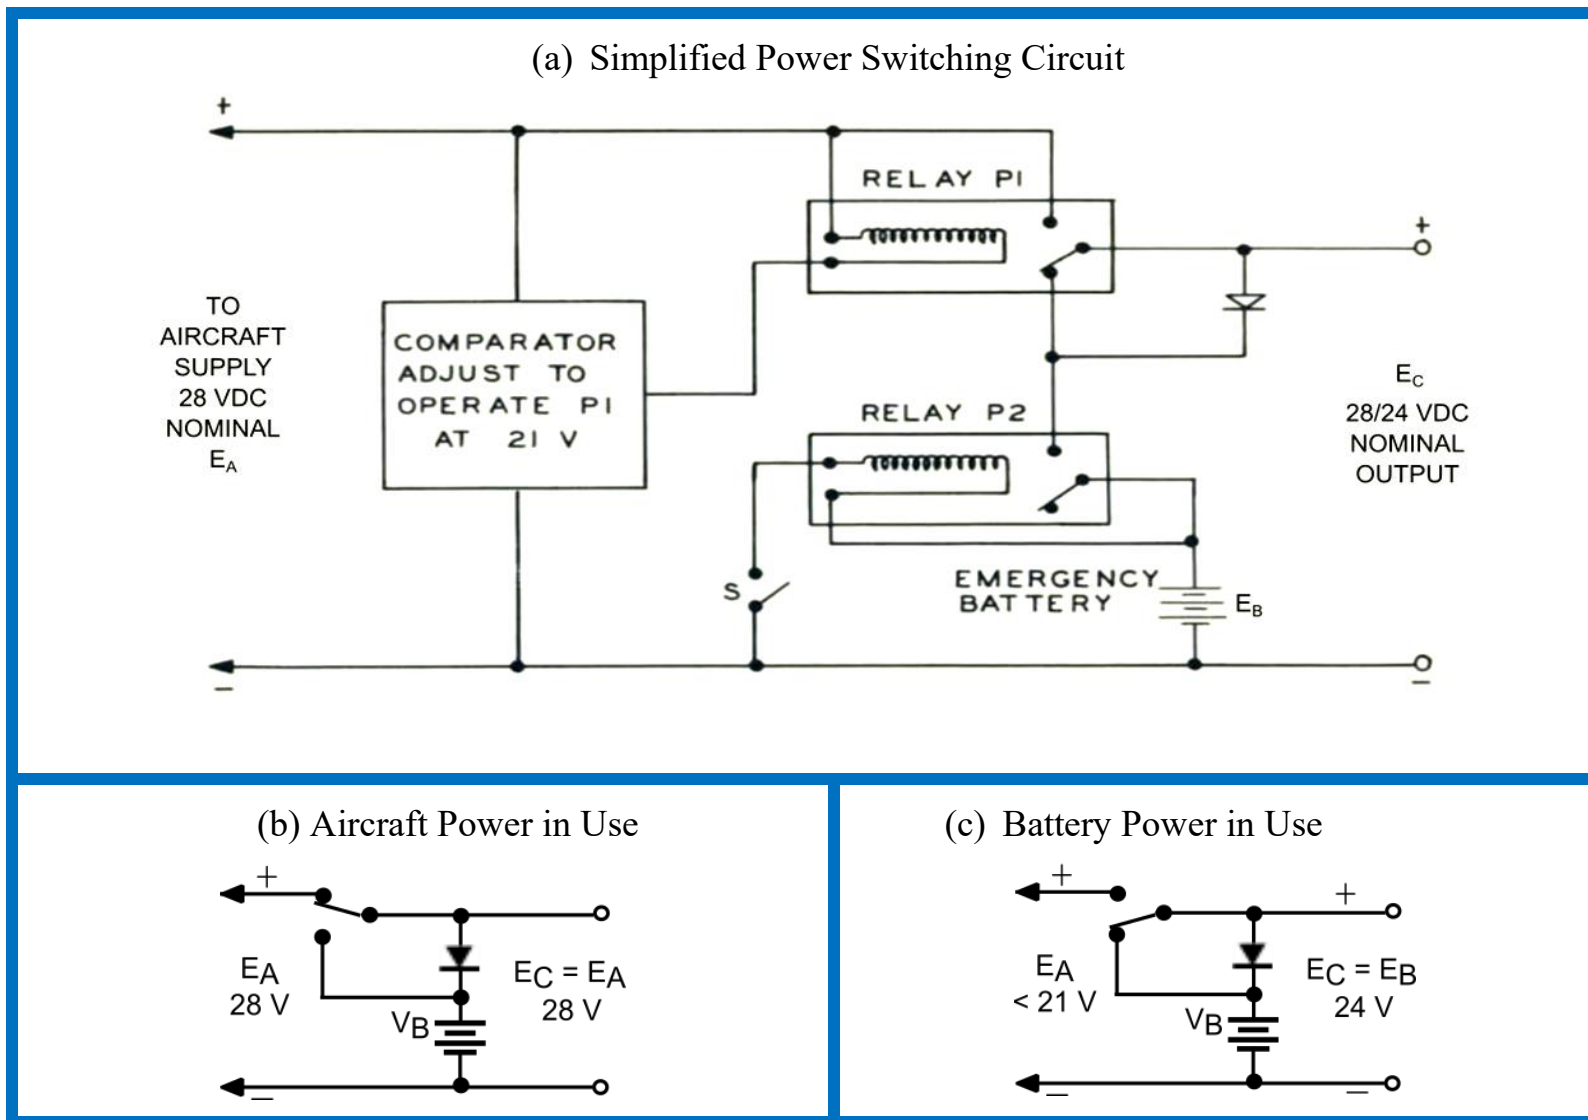 (a) Simplified Power Switching Circuit
+
RELAY P1
+
TO
AIRCRAFT
SUPPLY
28 VDC
NOMINAL
EA
COMPARATOR
ADJUST TO
OPERATE P1
AT 21 V
EC
28/24 VDC
NOMINAL
OUTPUT
RELAY P2
S
EMERGENCY
BATTERY
EB
−
−
(b) Aircraft Power in Use
+
EA
28 V
EC = EA
28 V
VB
−
(c) Battery Power in Use
+
+
EA
< 21 V
EC = EB
24 V
VB
−
−